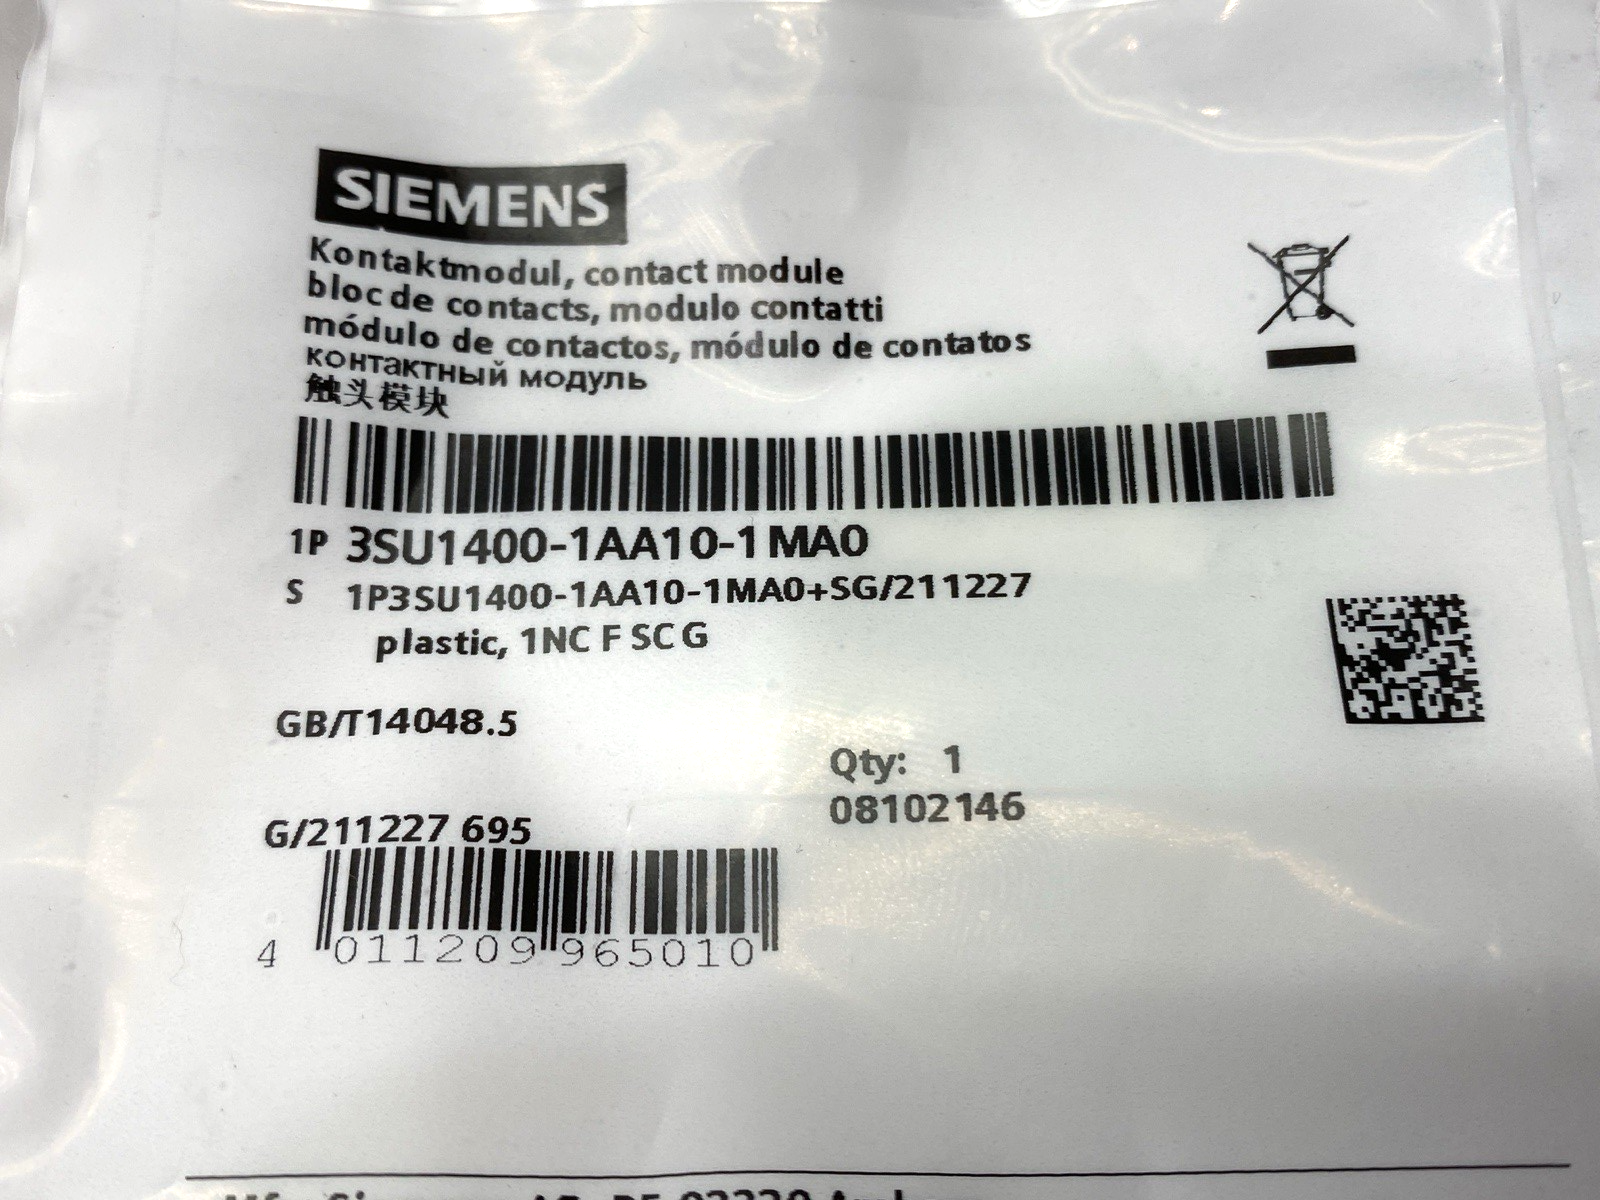 SIEMENS
Kontaktmodul, contact module
bloc de contacts, modulo contatti
módulo de contactos, módulo de contatos
контактный модуль
触头模块
1P 3SU1400-1AA10-1MA0
S 1P3SU1400-1AA10-1MA0+SG/211227
plastic, 1NC F SC G
GB/T14048.5
Qty: 1
08102146
G/211227 695
4 011209 965010